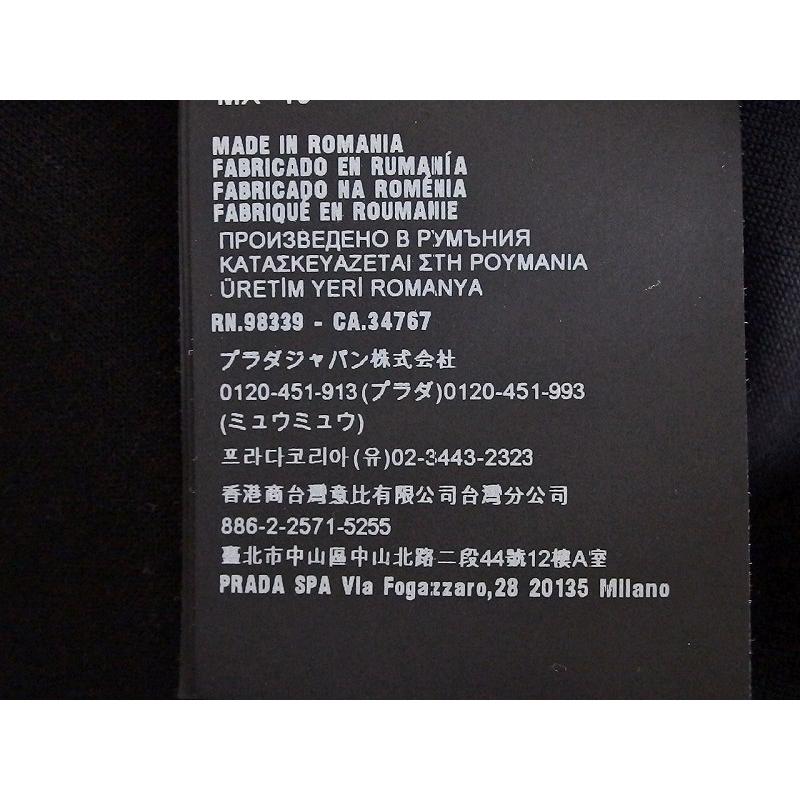 MADE IN ROMANIA
FABRICADO EN RUMANÍA
FABRICADO NA ROMÉNIA
FABRIQUÉ EN ROUMANIE
ПРОИЗВЕДЕНО В РУМЪНИЯ
ΚΑΤΑΣΚΕΥΑΖΕΤΑΙ ΣΤΗ ΡΟΥΜΑΝΙΑ
ÜRETİM YERİ ROMANYA
RN.98339 - CA.34767
プラダジャパン株式会社
0120-451-913(プラダ)0120-451-993
(ミュウミュウ)
프라다코리아(유)02-3443-2323
香港商台灣意比有限公司台灣分公司
886-2-2571-5255
臺北市中山區中山北路二段44號12樓A室
PRADA SPA Via Fogazzaro,28 20135 Milano